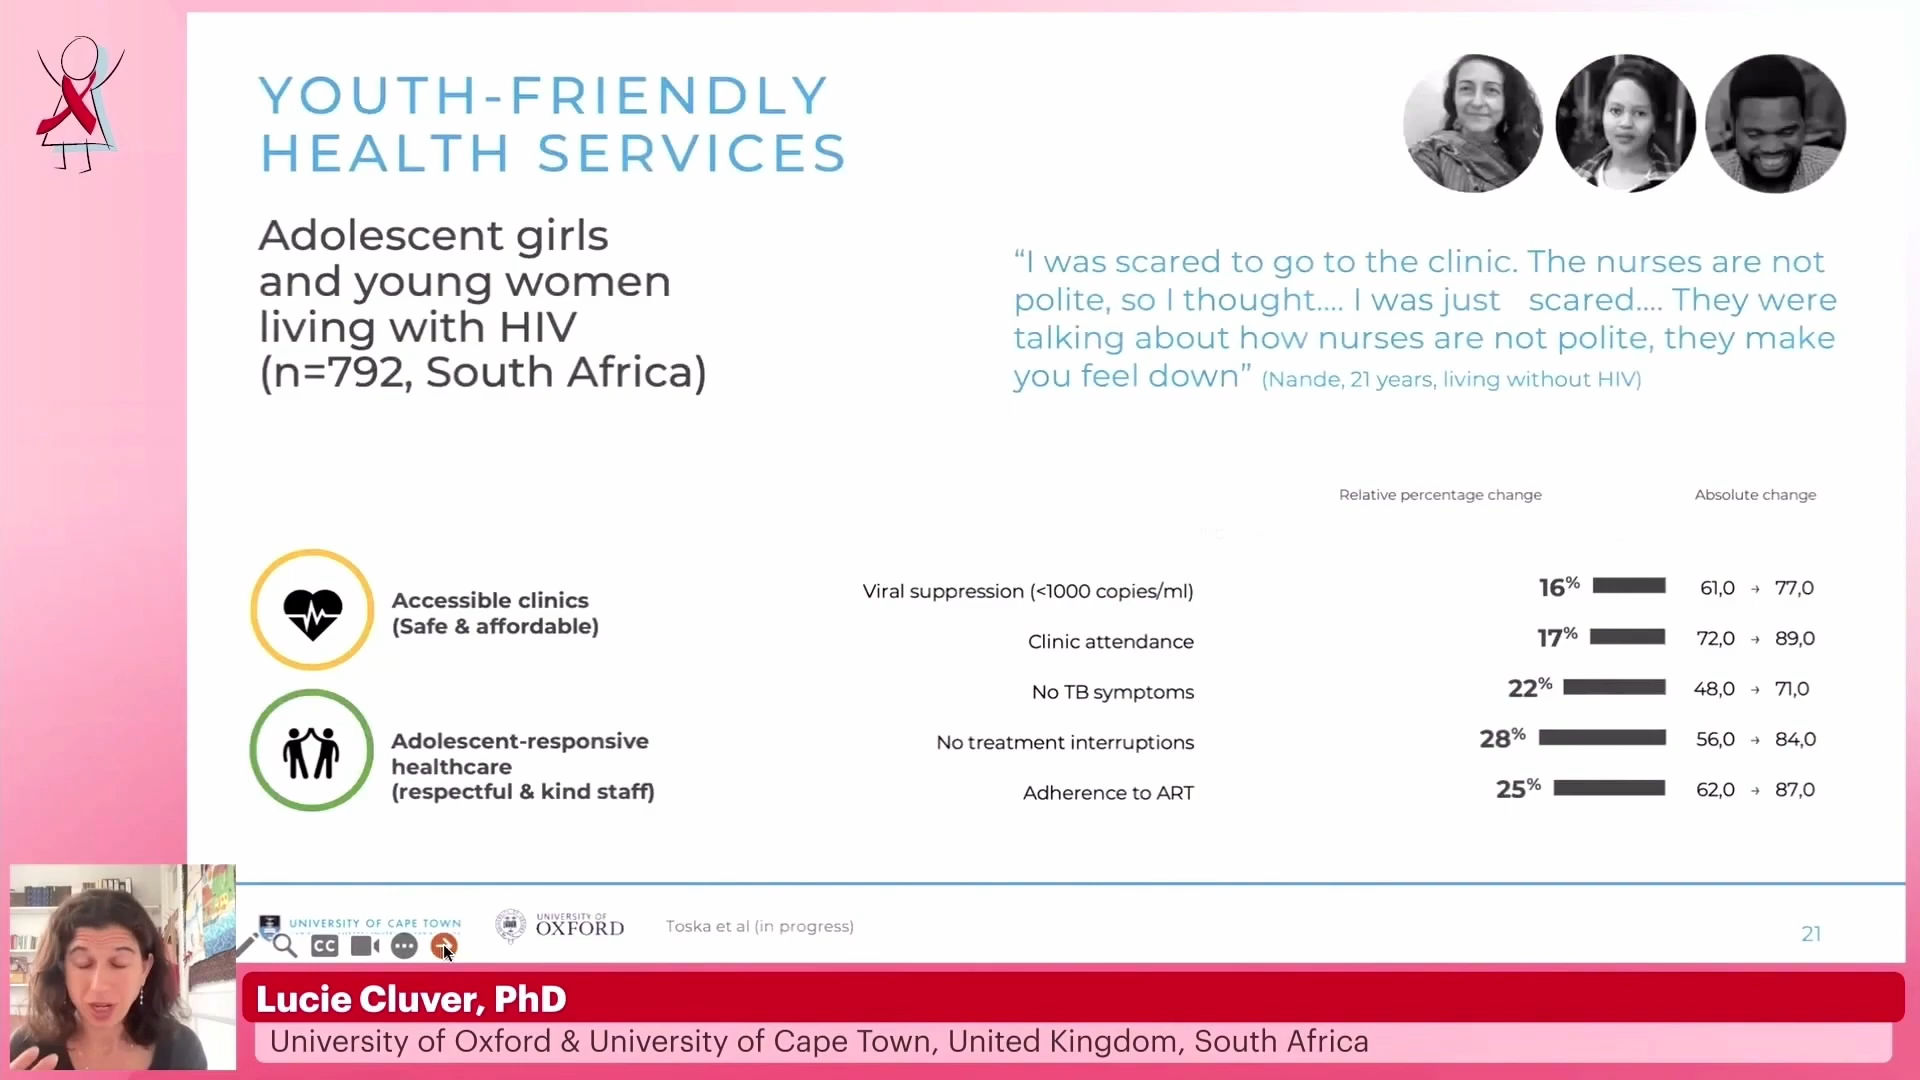 YOUTH-FRIENDLY
HEALTH SERVICES
Adolescent girls
and young women
living with HIV
(n=792, South Africa)
“I was scared to go to the clinic. The nurses are not
polite, so I thought.... I was just scared.... They were
talking about how nurses are not polite, they make
you feel down” (Nande, 21 years, living without HIV)
Relative percentage change Absolute change
Accessible clinics
(Safe & affordable)
Adolescent-responsive
healthcare
(respectful & kind staff)
Viral suppression (<1000 copies/ml) 16% 61,0 → 77,0
Clinic attendance 17% 72,0 → 89,0
No TB symptoms 22% 48,0 → 71,0
No treatment interruptions 28% 56,0 → 84,0
Adherence to ART 25% 62,0 → 87,0
UNIVERSITY OF CAPE TOWN
UNIVERSITY OF
OXFORD
Toska et al (in progress)
21
CC
Lucie Cluver, PhD
University of Oxford & University of Cape Town, United Kingdom, South Africa